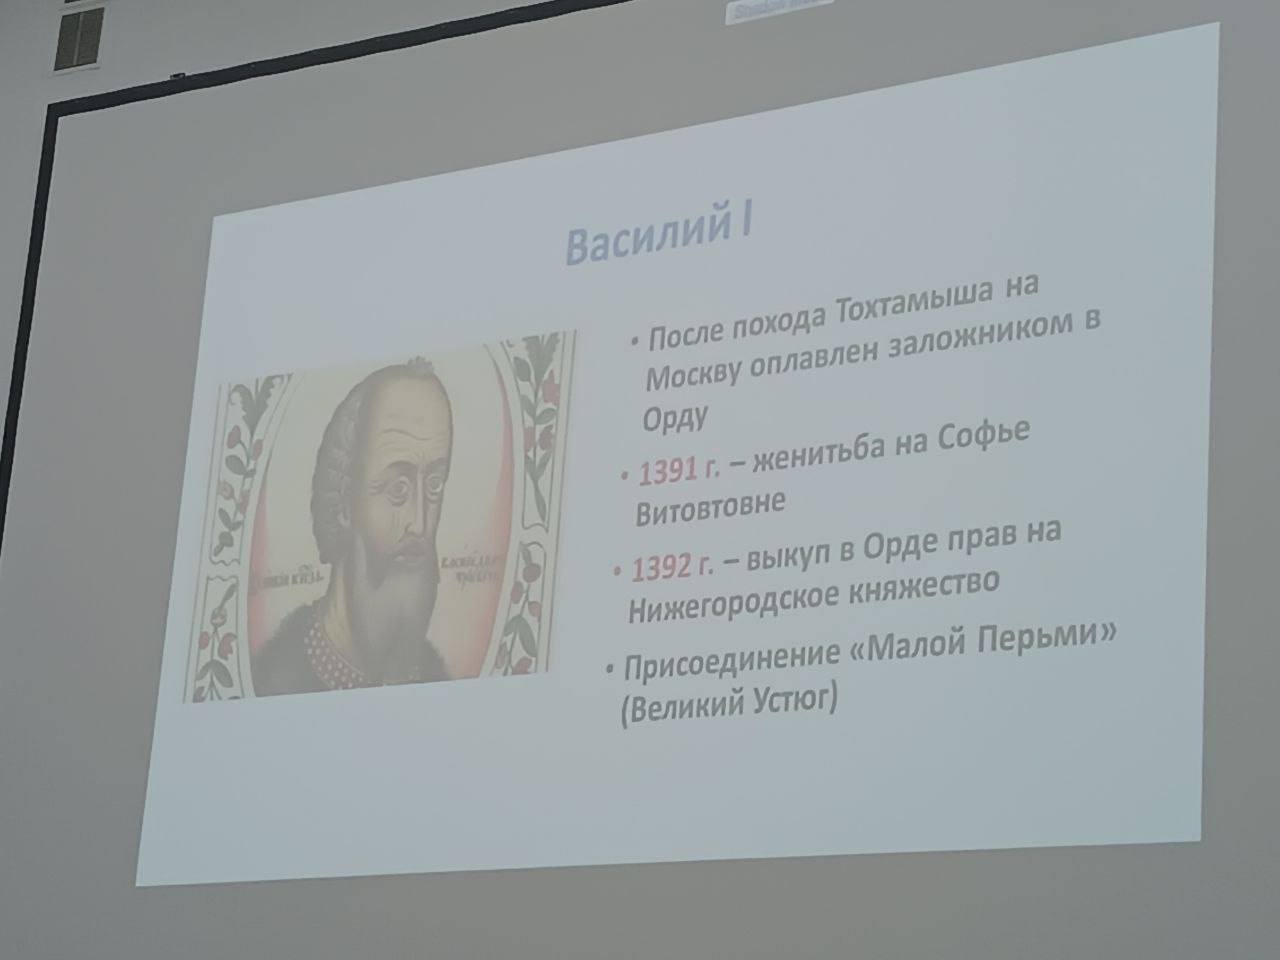 Василий I
• После похода Тохтамыша на
Москву оплавлен заложником в
Орду
• 1391 г. – женитьба на Софье
Витовтовне
• 1392 г. – выкуп в Орде прав на
Нижегородское княжество
• Присоединение «Малой Перьми»
(Великий Устюг)